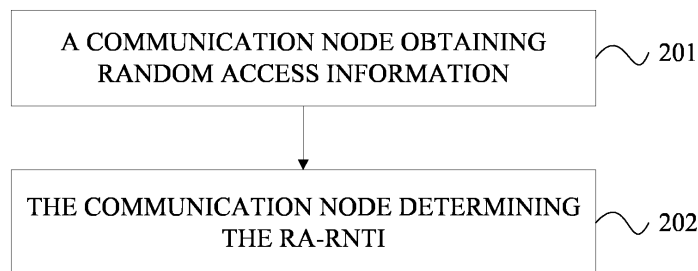 A COMMUNICATION NODE OBTAINING
RANDOM ACCESS INFORMATION
201
THE COMMUNICATION NODE DETERMINING
THE RA-RNTI
202